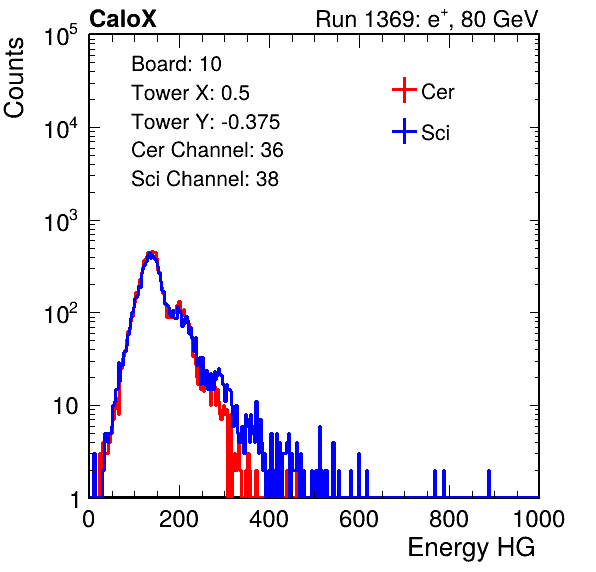 CaloX Run 1369: e⁺, 80 GeV
Board: 10
Tower X: 0.5
Tower Y: -0.375
Cer Channel: 36
Sci Channel: 38
Cer
Sci
Counts
10⁵
10⁴
10³
10²
10
1
0 200 400 600 800 1000
Energy HG